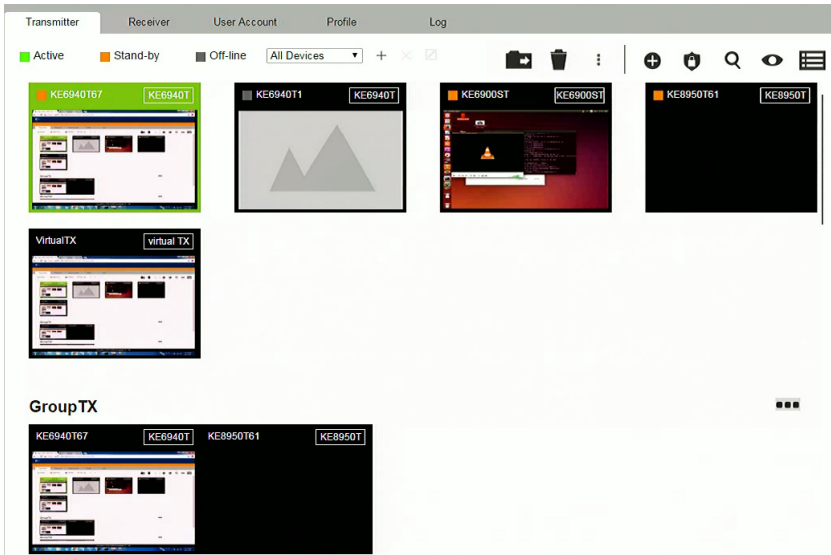 Transmitter Receiver User Account Profile Log
Active Stand-by Off-line All Devices
KE6940T67 KE6940T KE6940T1 KE6940T KE6900ST KE6900ST KE8950T61 KE8950T
VirtualTX virtual TX
GroupTX
KE6940T67 KE6940T KE8950T61 KE8950T